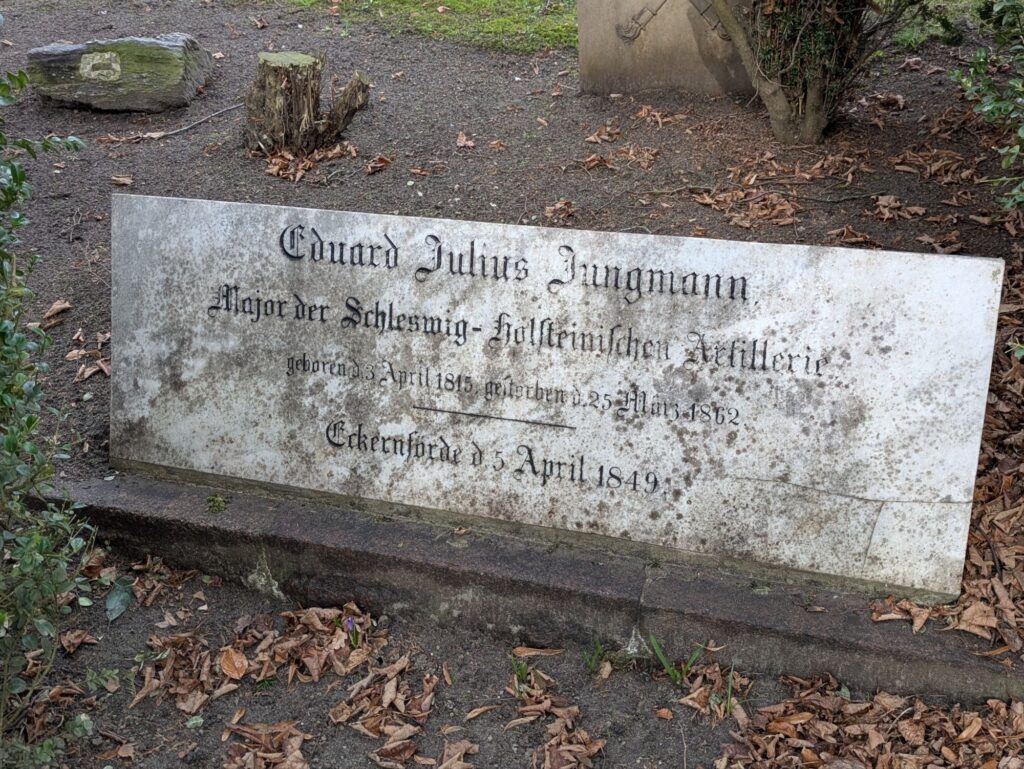 Eduard Julius Jungmann,
Major der Schleswig-Holsteinischen Artillerie
geboren d. 3 April 1815, gestorben d. 25 März 1862.
Eckernförde d 5 April 1849.